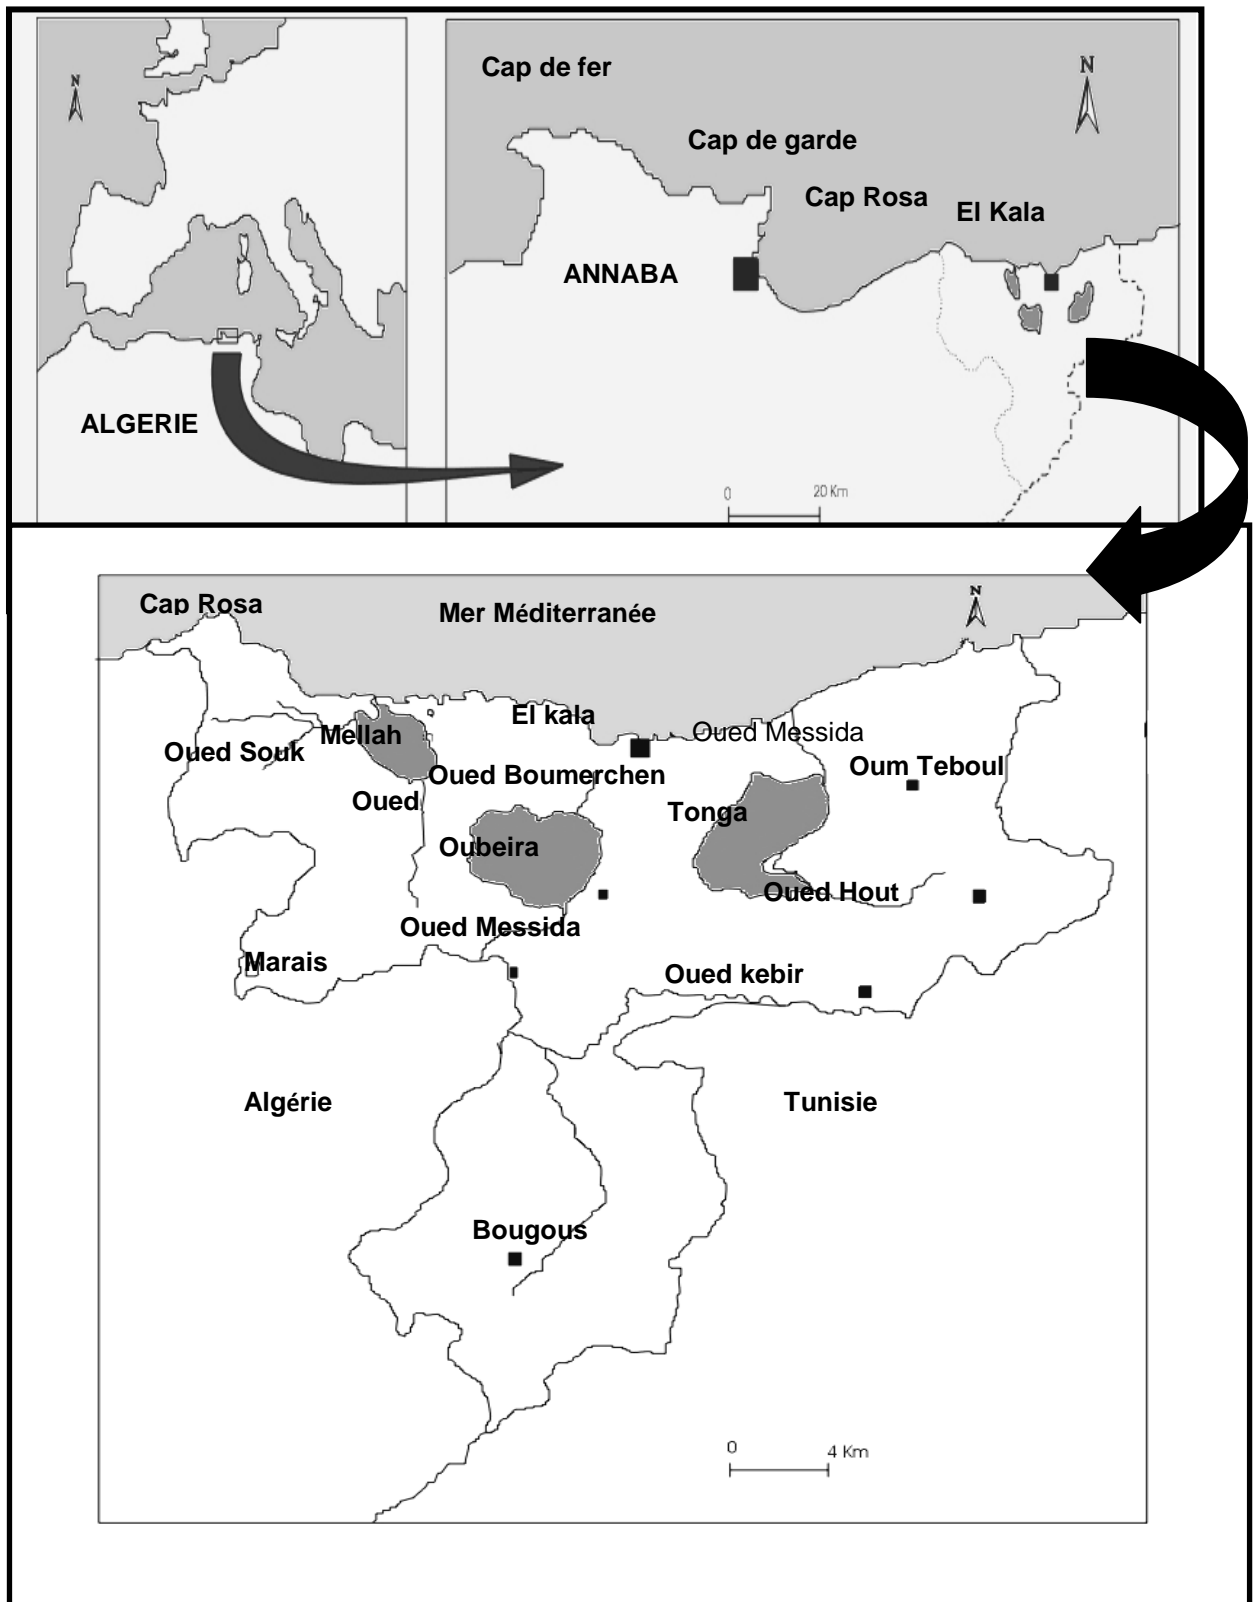 N
ALGERIE
Cap de fer
N
Cap de garde
Cap Rosa
El Kala
ANNABA
0 20 Km
Cap Rosa
Mer Méditerranée
N
El kala
Oued Messida
Mellah
Oued Souk
Oued Boumerchen
Oum Teboul
Oued
Tonga
Oubeira
Oued Hout
Oued Messida
Marais
Oued kebir
Algérie
Tunisie
Bougous
0 4 Km